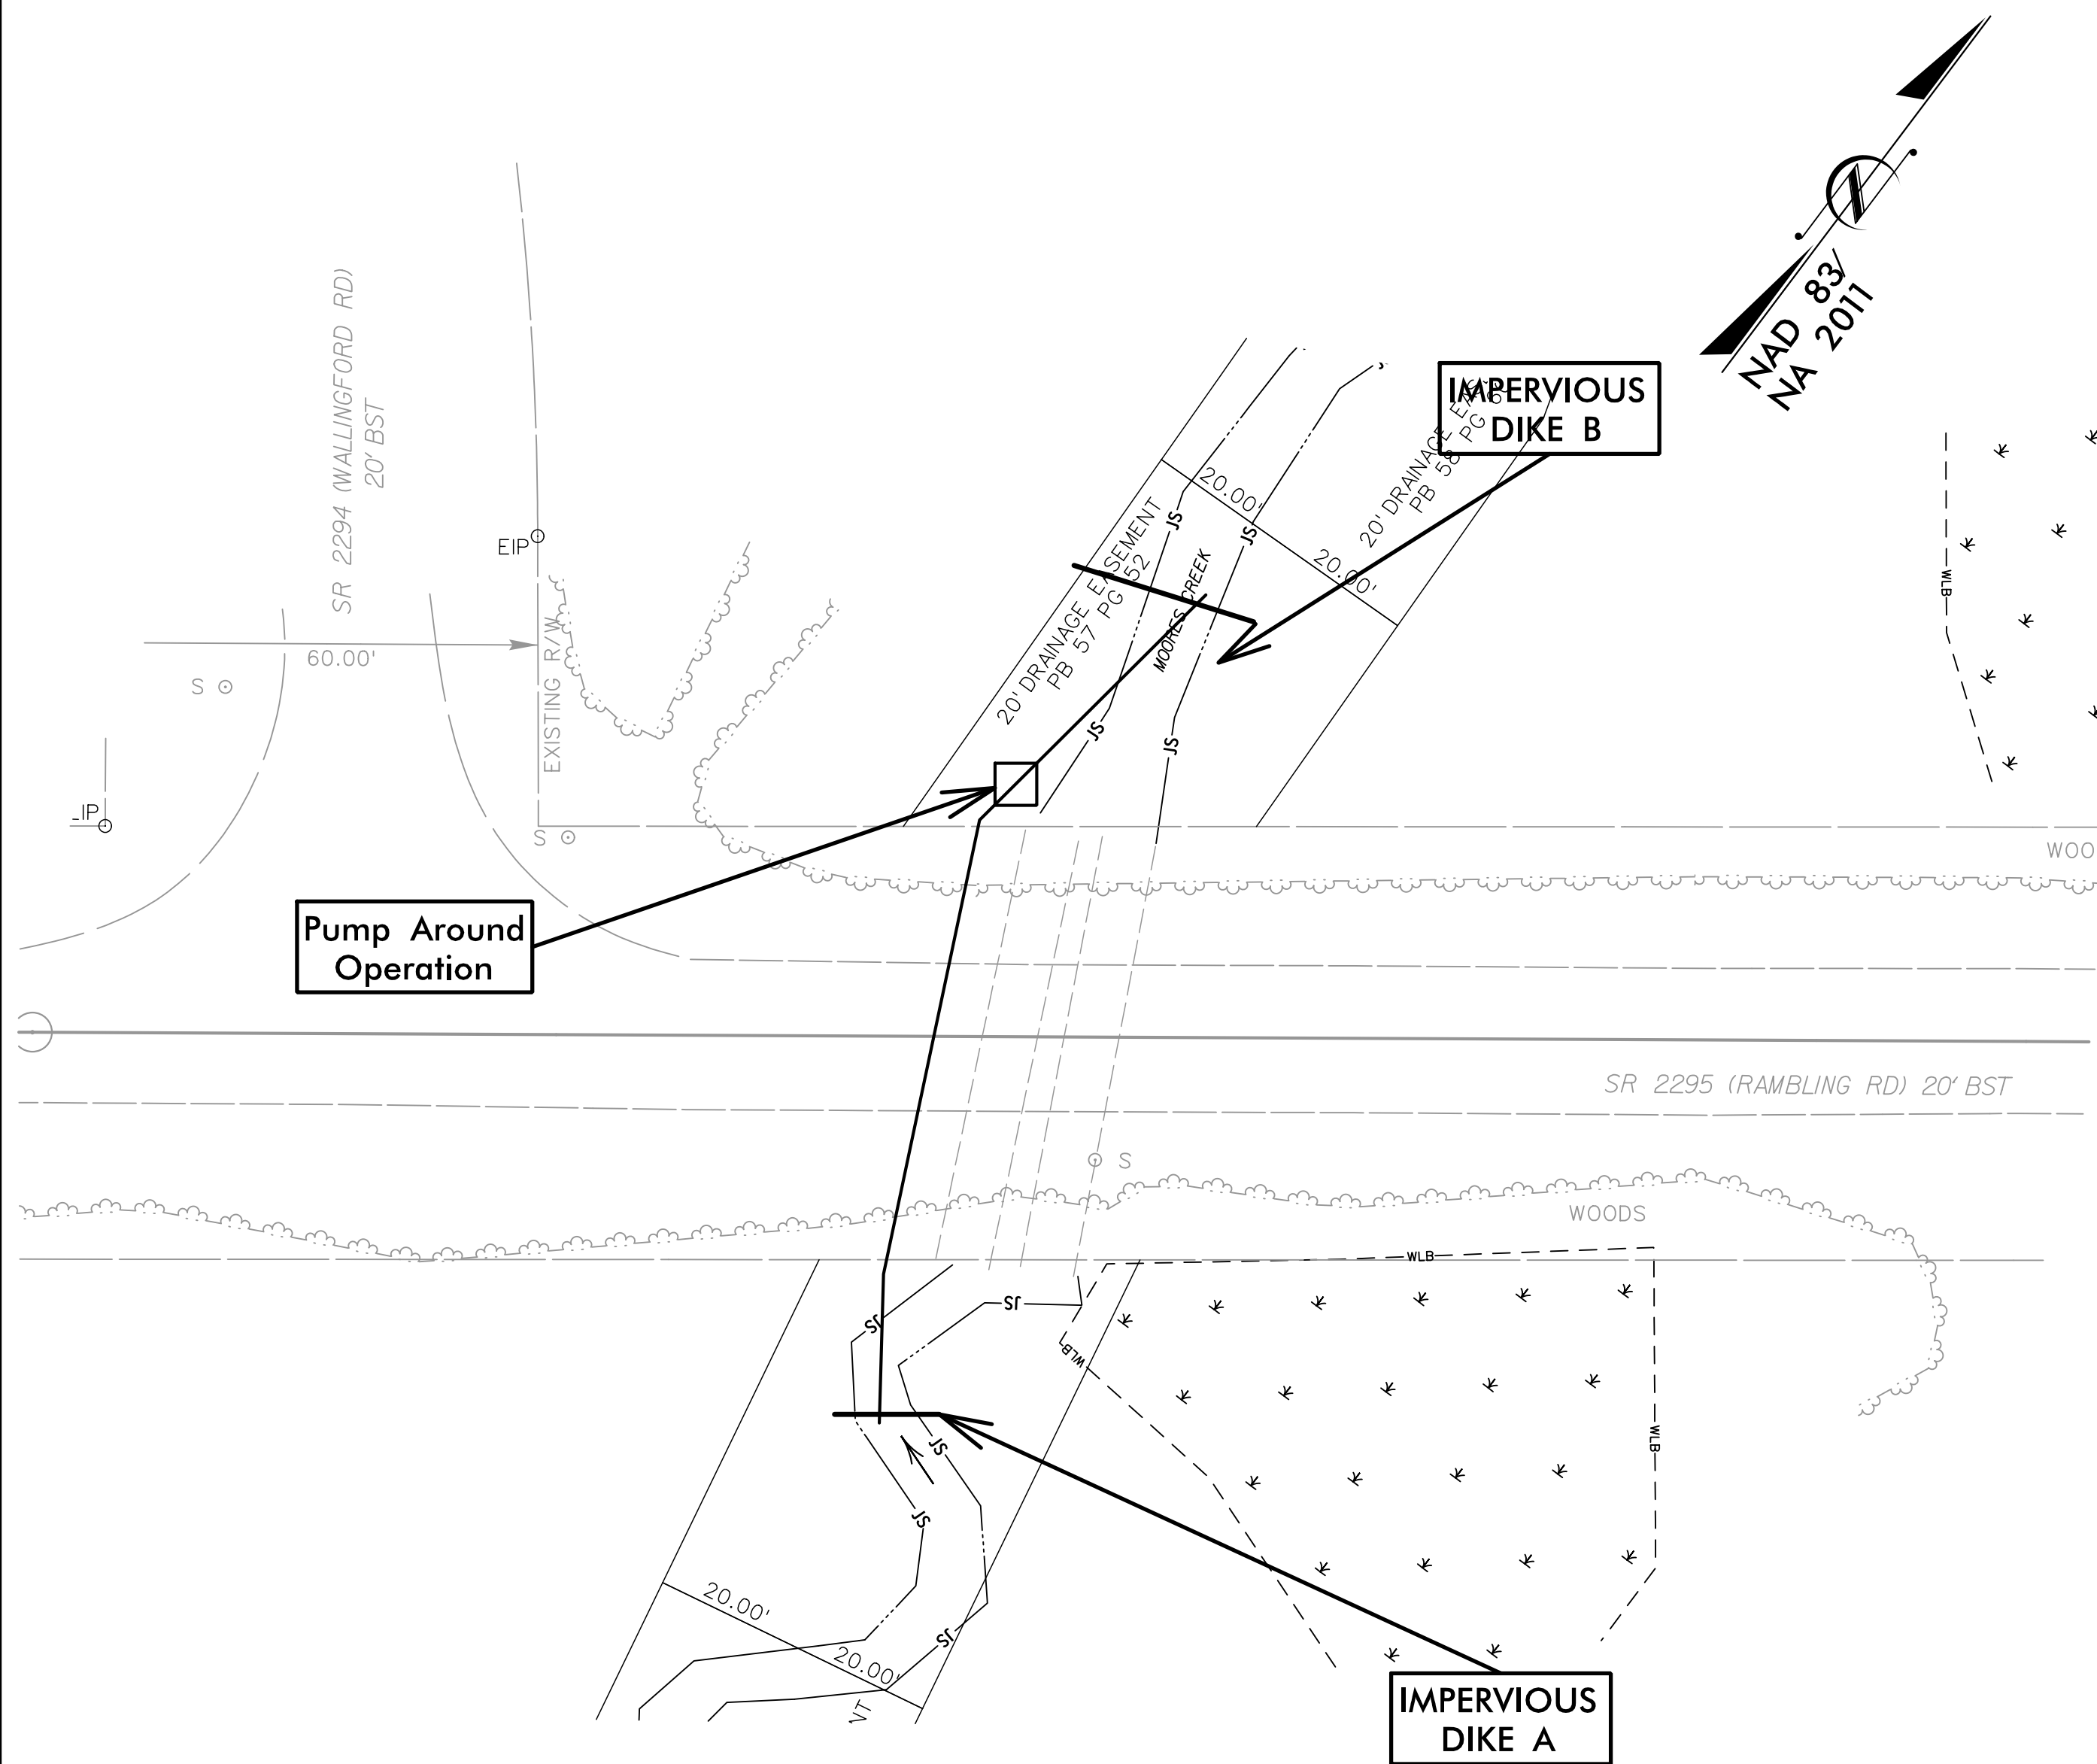 NAD 83/
NA 2011
SR 2294 (WALLINGFORD RD)
20' BST
IMPERVIOUS
DIKE B
20' DRAINAGE
PB 58 PG
20.00'
20.00'
JS
JS
EIP
20' DRAINAGE EASEMENT
PB 57 PG 52
MOORES CREEK
WLB
60.00'
EXISTING R/W
S
JS
JS
IP
S
WOO
Pump Around
Operation
SR 2295 (RAMBLING RD) 20' BST
S
WOODS
WLB
JS
JS
WLB
WLB
JS
JS
20.00'
JS
20.00'
NT
IMPERVIOUS
DIKE A